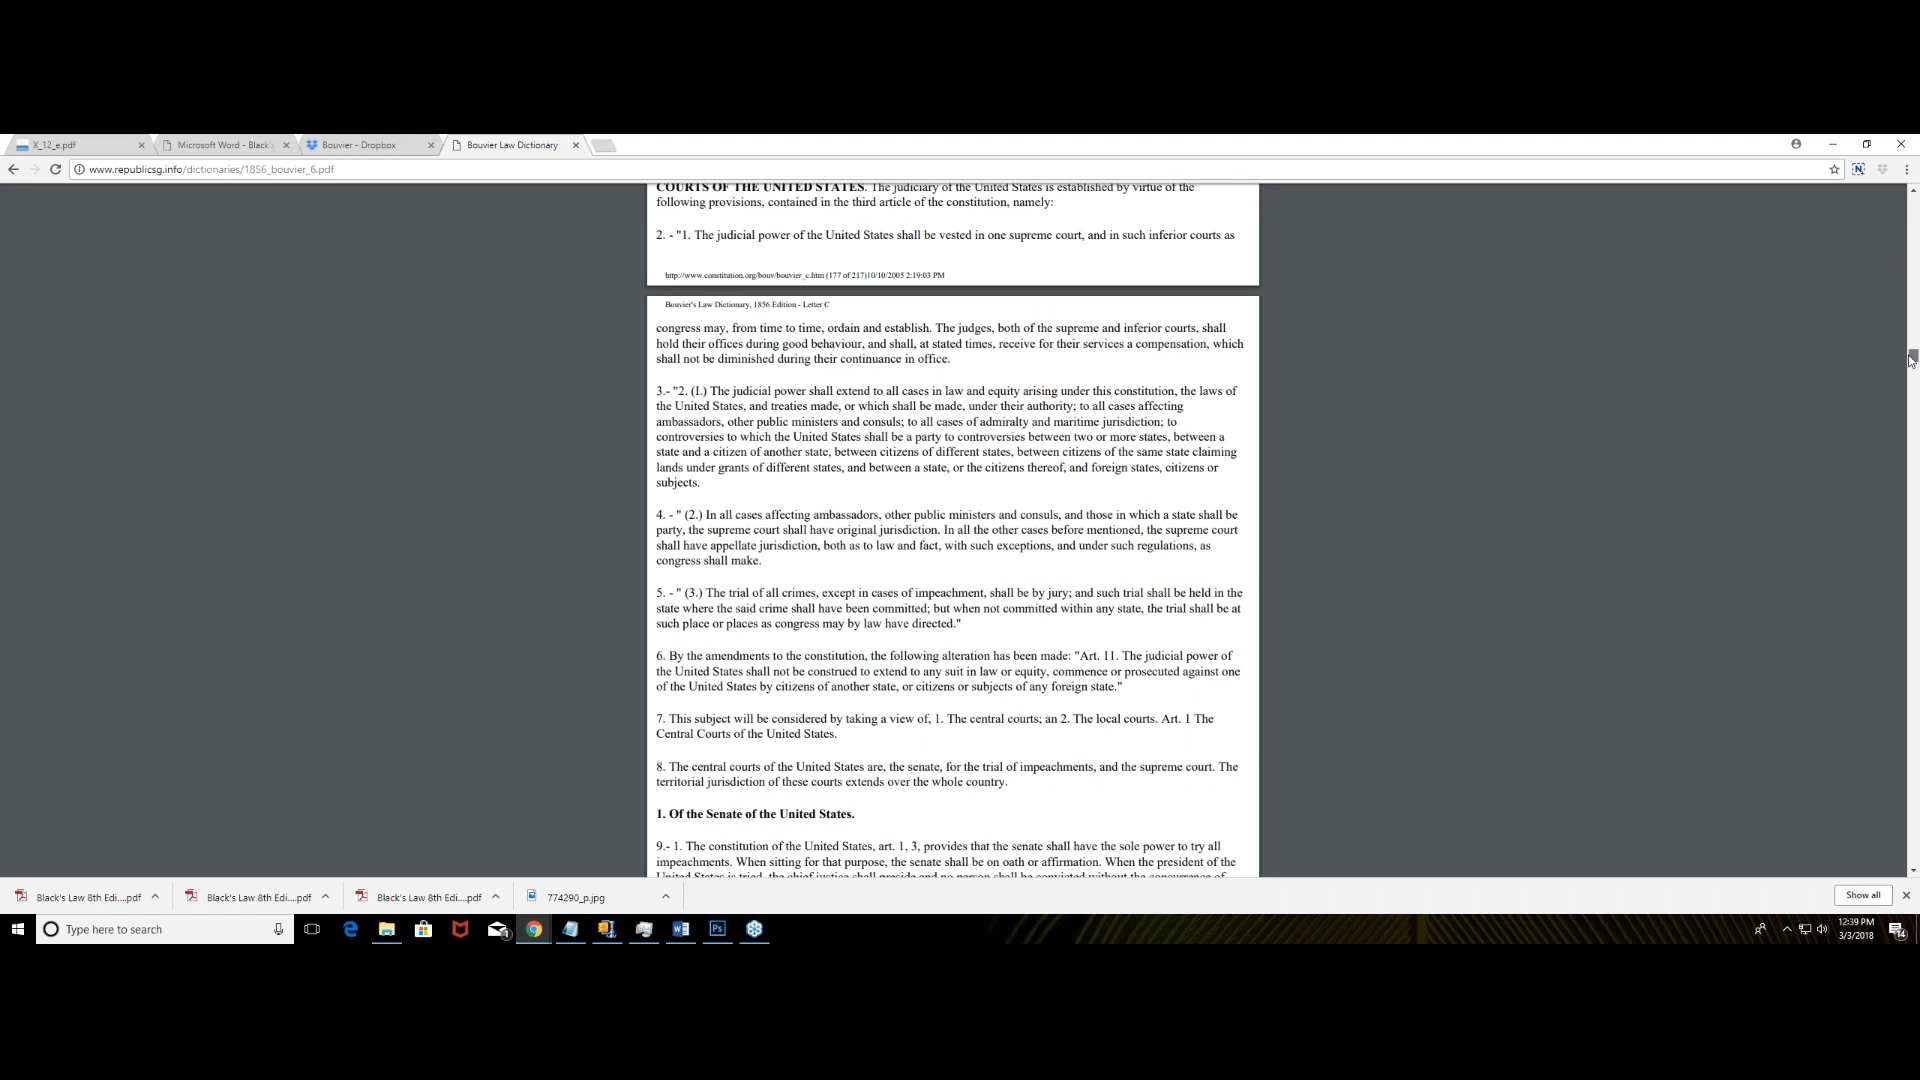 X_12_e.pdf
Microsoft Word - Black's
Bouvier - Dropbox
Bouvier Law Dictionary
www.republicsg.info/dictionaries/1856_bouvier_6.pdf
COURTS OF THE UNITED STATES. The judiciary of the United States is established by virtue of the
following provisions, contained in the third article of the constitution, namely:
2. - "1. The judicial power of the United States shall be vested in one supreme court, and in such inferior courts as
http://www.constitution.org/bouv/bouvier_c.htm (177 of 217)10/10/2005 2:19:03 PM
Bouvier's Law Dictionary, 1856 Edition - Letter C
congress may, from time to time, ordain and establish. The judges, both of the supreme and inferior courts, shall
hold their offices during good behaviour, and shall, at stated times, receive for their services a compensation, which
shall not be diminished during their continuance in office.
3.- "2. (I.) The judicial power shall extend to all cases in law and equity arising under this constitution, the laws of
the United States, and treaties made, or which shall be made, under their authority; to all cases affecting
ambassadors, other public ministers and consuls; to all cases of admiralty and maritime jurisdiction; to
controversies to which the United States shall be a party to controversies between two or more states, between a
state and a citizen of another state, between citizens of different states, between citizens of the same state claiming
lands under grants of different states, and between a state, or the citizens thereof, and foreign states, citizens or
subjects.
4. - " (2.) In all cases affecting ambassadors, other public ministers and consuls, and those in which a state shall be
party, the supreme court shall have original jurisdiction. In all the other cases before mentioned, the supreme court
shall have appellate jurisdiction, both as to law and fact, with such exceptions, and under such regulations, as
congress shall make.
5. - " (3.) The trial of all crimes, except in cases of impeachment, shall be by jury; and such trial shall be held in the
state where the said crime shall have been committed; but when not committed within any state, the trial shall be at
such place or places as congress may by law have directed."
6. By the amendments to the constitution, the following alteration has been made: "Art. 11. The judicial power of
the United States shall not be construed to extend to any suit in law or equity, commence or prosecuted against one
of the United States by citizens of another state, or citizens or subjects of any foreign state."
7. This subject will be considered by taking a view of, 1. The central courts; an 2. The local courts. Art. 1 The
Central Courts of the United States.
8. The central courts of the United States are, the senate, for the trial of impeachments, and the supreme court. The
territorial jurisdiction of these courts extends over the whole country.
1. Of the Senate of the United States.
9.- 1. The constitution of the United States, art. 1, 3, provides that the senate shall have the sole power to try all
impeachments. When sitting for that purpose, the senate shall be on oath or affirmation. When the president of the
United States is tried, the chief justice shall preside and no person shall be convicted without the concurrence of
Black's Law 8th Edi....pdf
Black's Law 8th Edi....pdf
Black's Law 8th Edi....pdf
774290_p.jpg
Show all
Type here to search
12:39 PM
3/3/2018
14